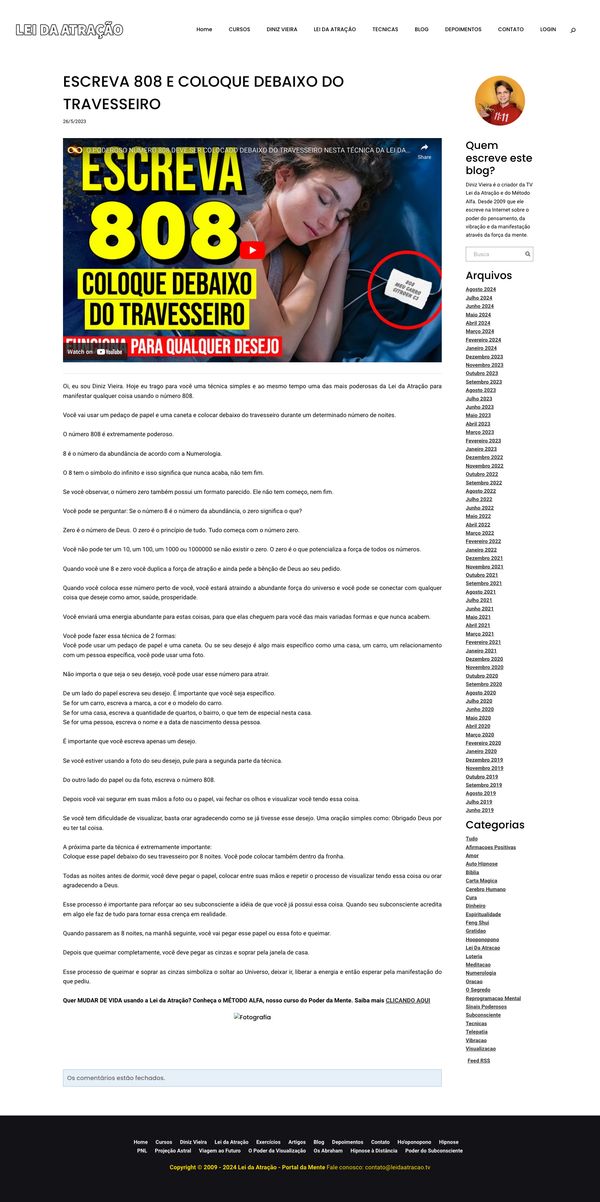 LEI DA ATRAÇÃO
Home CURSOS DINIZ VIEIRA LEI DA ATRAÇÃO TECNICAS BLOG DEPOIMENTOS CONTATO LOGIN
ESCREVA 808 E COLOQUE DEBAIXO DO
TRAVESSEIRO
26/5/2023
O PODEROSO NÚMERO 808 DEVE SER COLOCADO DEBAIXO DO TRAVESSEIRO NESTA TÉCNICA DA LEI DA...
Share
ESCREVA
808
COLOQUE DEBAIXO
DO TRAVESSEIRO
808
MEU CARRO
CITROEN C3
FUNCIONA PARA QUALQUER DESEJO
Watch on YouTube
Oi, eu sou Diniz Vieira. Hoje eu trago para você uma técnica simples e ao mesmo tempo uma das mais poderosas da Lei da Atração para
manifestar qualquer coisa usando o número 808.
Você vai usar um pedaço de papel e uma caneta e colocar debaixo do travesseiro durante um determinado número de noites.
O número 808 é extremamente poderoso.
8 é o número da abundância de acordo com a Numerologia.
O 8 tem o símbolo do infinito e isso significa que nunca acaba, não tem fim.
Se você observar, o número zero também possui um formato parecido. Ele não tem começo, nem fim.
Você pode se perguntar: Se o número 8 é o número da abundância, o zero significa o que?
Zero é o número de Deus. O zero é o princípio de tudo. Tudo começa com o número zero.
Você não pode ter um 10, um 100, um 1000 ou 1000000 se não existir o zero. O zero é o que potencializa a força de todos os números.
Quando você une 8 e zero você duplica a força de atração e ainda pede a bênção de Deus ao seu pedido.
Quando você coloca esse número perto de você, você estará atraindo a abundante força do universo e você pode se conectar com qualquer
coisa que deseje como amor, saúde, prosperidade.
Você enviará uma energia abundante para estas coisas, para que elas cheguem para você das mais variadas formas e que nunca acabem.
Você pode fazer essa técnica de 2 formas:
Você pode usar um pedaço de papel e uma caneta. Ou se seu desejo é algo mais específico como uma casa, um carro, um relacionamento
com um pessoa específica, você pode usar uma foto.
Não importa o que seja o seu desejo, você pode usar esse número para atrair.
De um lado do papel escreva seu desejo. É importante que você seja específico.
Se for um carro, escreva a marca, a cor e o modelo do carro.
Se for uma casa, escreva a quantidade de quartos, o bairro, o que tem de especial nesta casa.
Se for uma pessoa, escreva o nome e a data de nascimento dessa pessoa.
É importante que você escreva apenas um desejo.
Se você estiver usando a foto do seu desejo, pule para a segunda parte da técnica.
Do outro lado do papel ou da foto, escreva o número 808.
Depois você vai segurar em suas mãos a foto ou o papel, vai fechar os olhos e visualizar você tendo essa coisa.
Se você tem dificuldade de visualizar, basta orar agradecendo como se já tivesse esse desejo. Uma oração simples como: Obrigado Deus por
eu ter tal coisa.
A próxima parte da técnica é extremamente importante:
Coloque esse papel debaixo do seu travesseiro por 8 noites. Você pode colocar também dentro da fronha.
Todas as noites antes de dormir, você deve pegar o papel, colocar entre suas mãos e repetir o processo de visualizar tendo essa coisa ou orar
agradecendo a Deus.
Esse processo é importante para reforçar ao seu subconsciente a idéia de que você já possui essa coisa. Quando seu subconsciente acredita
em algo ele faz de tudo para tornar essa crença em realidade.
Quando passarem as 8 noites, na manhã seguinte, você vai pegar esse papel ou essa foto e queimar.
Depois que queimar completamente, você deve pegar as cinzas e soprar pela janela de casa.
Esse processo de queimar e soprar as cinzas simboliza o soltar ao Universo, deixar ir, liberar a energia e então esperar pela manifestação do
que pediu.
Quer MUDAR DE VIDA usando a Lei da Atração? Conheça o MÉTODO ALFA, nosso curso do Poder da Mente. Saiba mais CLICANDO AQUI
Fotografia
Os comentários estão fechados.
11:11
Quem
escreve este
blog?
Diniz Vieira é o criador da TV
Lei da Atração e do Método
Alfa. Desde 2009 que ele
escreve na Internet sobre o
poder do pensamento, da
vibração e da manifestação
através da força da mente.
Busca
Arquivos
Agosto 2024
Julho 2024
Junho 2024
Maio 2024
Abril 2024
Março 2024
Fevereiro 2024
Janeiro 2024
Dezembro 2023
Novembro 2023
Outubro 2023
Setembro 2023
Agosto 2023
Julho 2023
Junho 2023
Maio 2023
Abril 2023
Março 2023
Fevereiro 2023
Janeiro 2023
Dezembro 2022
Novembro 2022
Outubro 2022
Setembro 2022
Agosto 2022
Julho 2022
Junho 2022
Maio 2022
Abril 2022
Março 2022
Fevereiro 2022
Janeiro 2022
Dezembro 2021
Novembro 2021
Outubro 2021
Setembro 2021
Agosto 2021
Julho 2021
Junho 2021
Maio 2021
Abril 2021
Março 2021
Fevereiro 2021
Janeiro 2021
Dezembro 2020
Novembro 2020
Outubro 2020
Setembro 2020
Agosto 2020
Julho 2020
Junho 2020
Maio 2020
Abril 2020
Março 2020
Fevereiro 2020
Janeiro 2020
Dezembro 2019
Novembro 2019
Outubro 2019
Setembro 2019
Agosto 2019
Julho 2019
Junho 2019
Categorias
Tudo
Afirmacoes Positivas
Amor
Auto Hipnose
Biblia
Carta Magica
Cerebro Humano
Cura
Dinheiro
Espiritualidade
Feng Shui
Gratidao
Hooponopono
Lei Da Atracao
Loteria
Meditacao
Numerologia
Oracao
O Segredo
Reprogramacao Mental
Sinais Poderosos
Subconsciente
Tecnicas
Telepatia
Vibracao
Visualizacao
Feed RSS
Home Cursos Diniz Vieira Lei da Atração Exercícios Artigos Blog Depoimentos Contato Ho'oponopono Hipnose
PNL Projeção Astral Viagem ao Futuro O Poder da Visualização Os Abraham Hipnose à Distância Poder do Subconsciente
Copyright © 2009 - 2024 Lei da Atração - Portal da Mente Fale conosco: contato@leidaatracao.tv